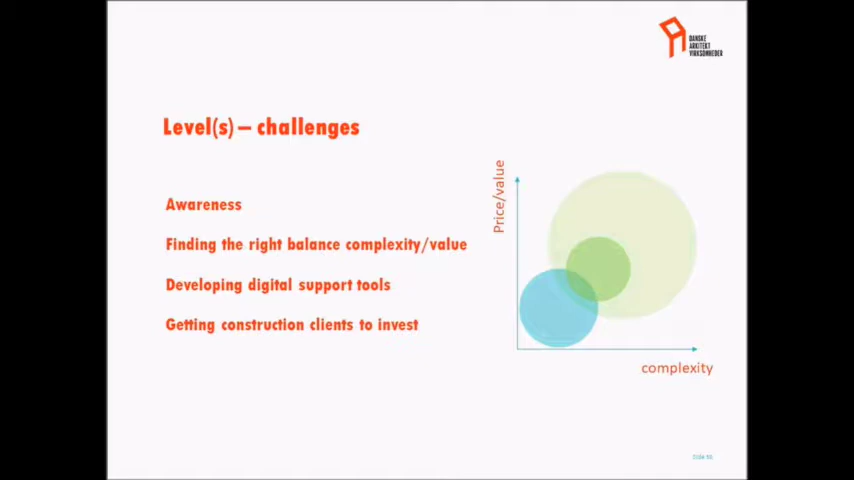 DANSKE
ARKITEKT
VIRKSOMHEDER
Level(s) – challenges
Awareness
Finding the right balance complexity/value
Developing digital support tools
Getting construction clients to invest
Price/value
complexity